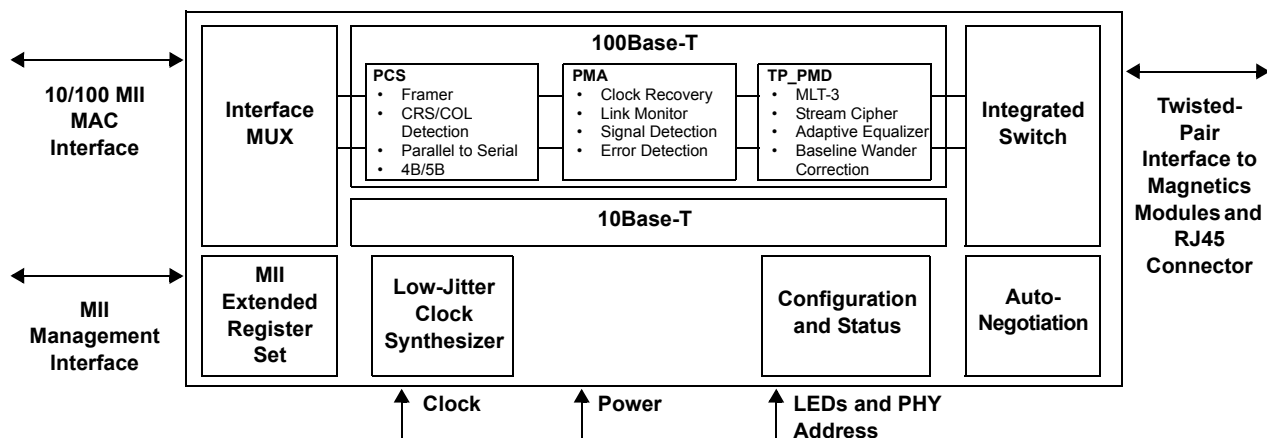 10/100 MII
MAC
Interface
MII
Management
Interface
Interface
MUX
100Base-T
PCS
• Framer
• CRS/COL
Detection
• Parallel to Serial
• 4B/5B
PMA
• Clock Recovery
• Link Monitor
• Signal Detection
• Error Detection
TP_PMD
• MLT-3
• Stream Cipher
• Adaptive Equalizer
• Baseline Wander
Correction
10Base-T
Integrated
Switch
MII
Extended
Register
Set
Low-Jitter
Clock
Synthesizer
Configuration
and Status
Auto-
Negotiation
Twisted-
Pair
Interface to
Magnetics
Modules and
RJ45
Connector
Clock
Power
LEDs and PHY
Address